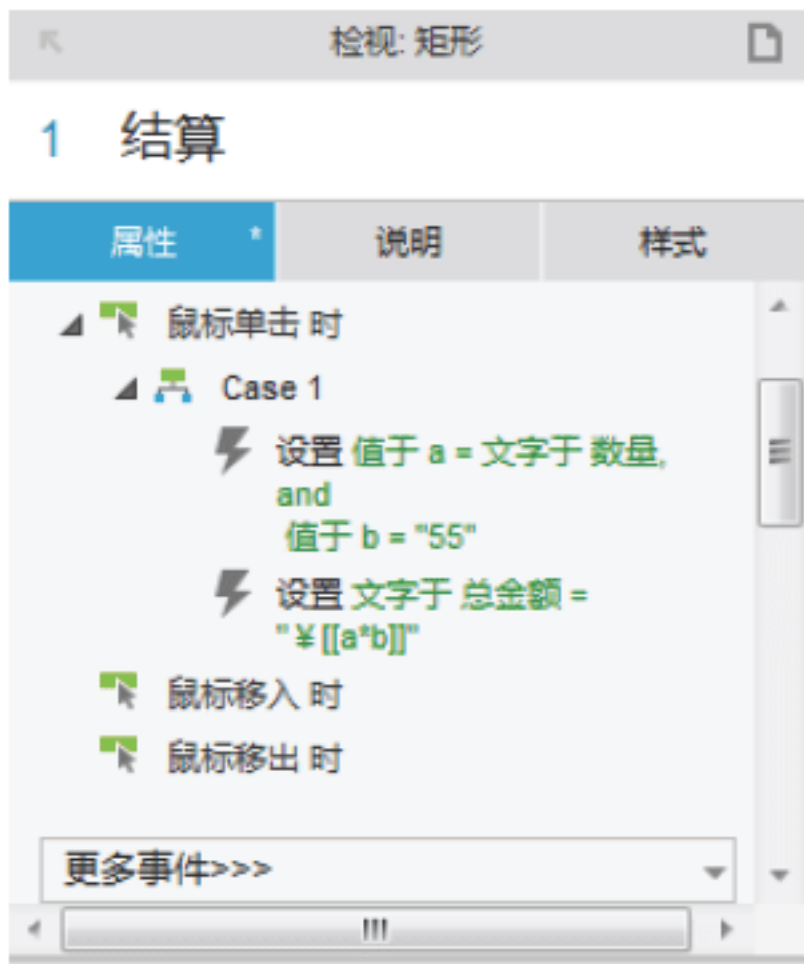 检视: 矩形
1 结算
属性 * 说明 样式
鼠标单击 时
Case 1
设置 值于 a = 文字于 数量,
and
值于 b = "55"
设置 文字于 总金额 =
"￥[[a*b]]"
鼠标移入 时
鼠标移出 时
更多事件>>>